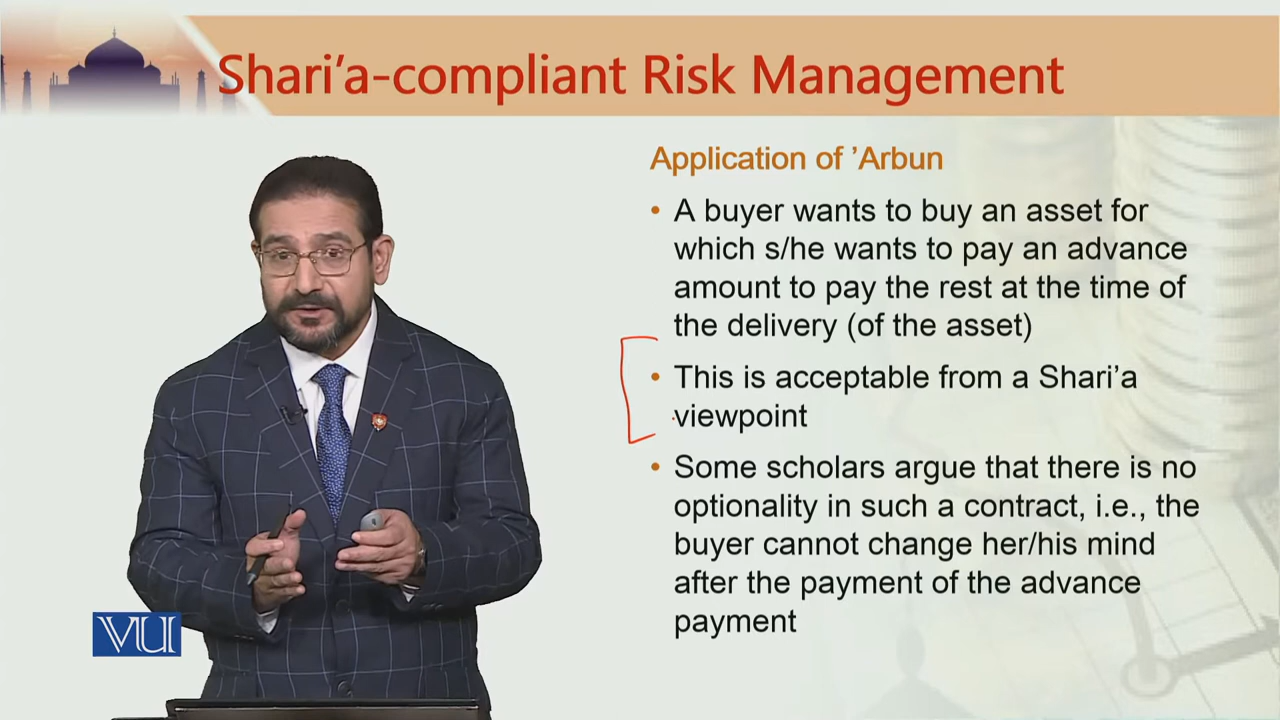 Shari’a-compliant Risk Management
Application of ’Arbun
• A buyer wants to buy an asset for
which s/he wants to pay an advance
amount to pay the rest at the time of
the delivery (of the asset)
• This is acceptable from a Shari’a
viewpoint
• Some scholars argue that there is no
optionality in such a contract, i.e., the
buyer cannot change her/his mind
after the payment of the advance
payment
VU